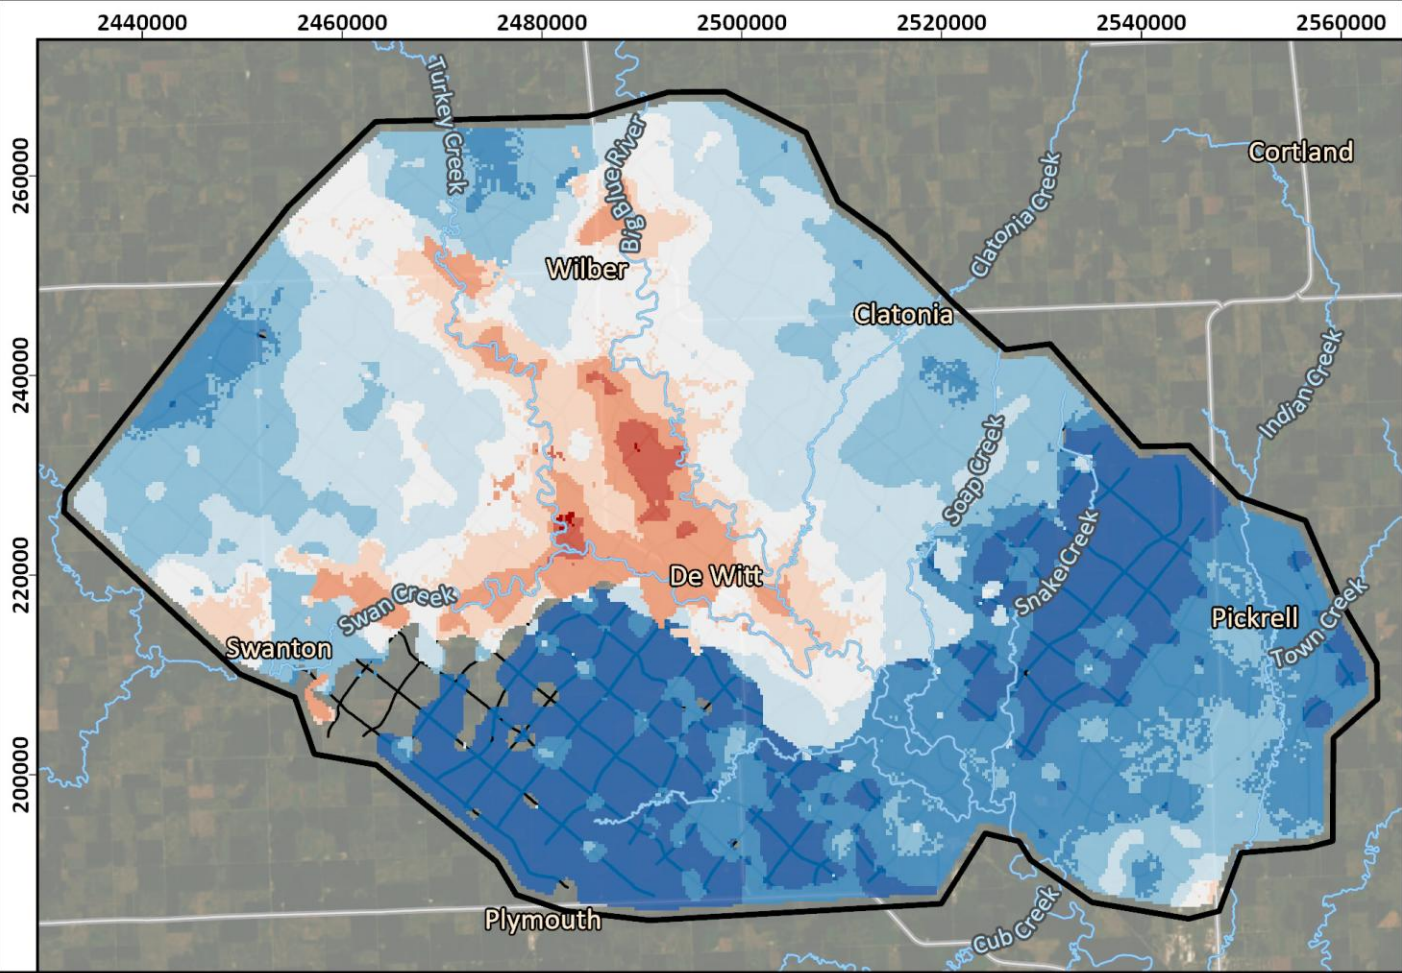 2440000 2460000 2480000 2500000 2520000 2540000 2560000
260000
240000
220000
200000
Turkey Creek
Big Blue River
Cortland
Clatonia Creek
Wilber
Clatonia
Indian Creek
Soap Creek
Snake Creek
De Witt
Swan Creek
Pickrell
Town Creek
Swanton
Plymouth
Cub Creek